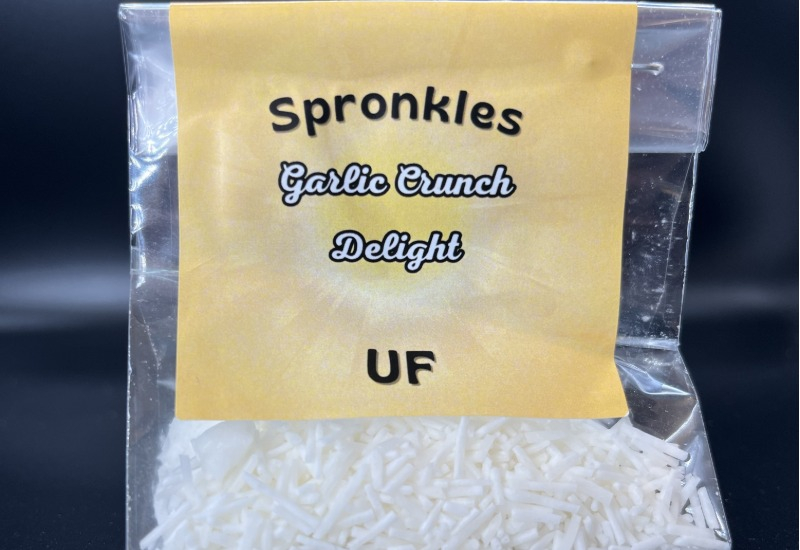 Spronkles
Garlic Crunch
Delight
UF